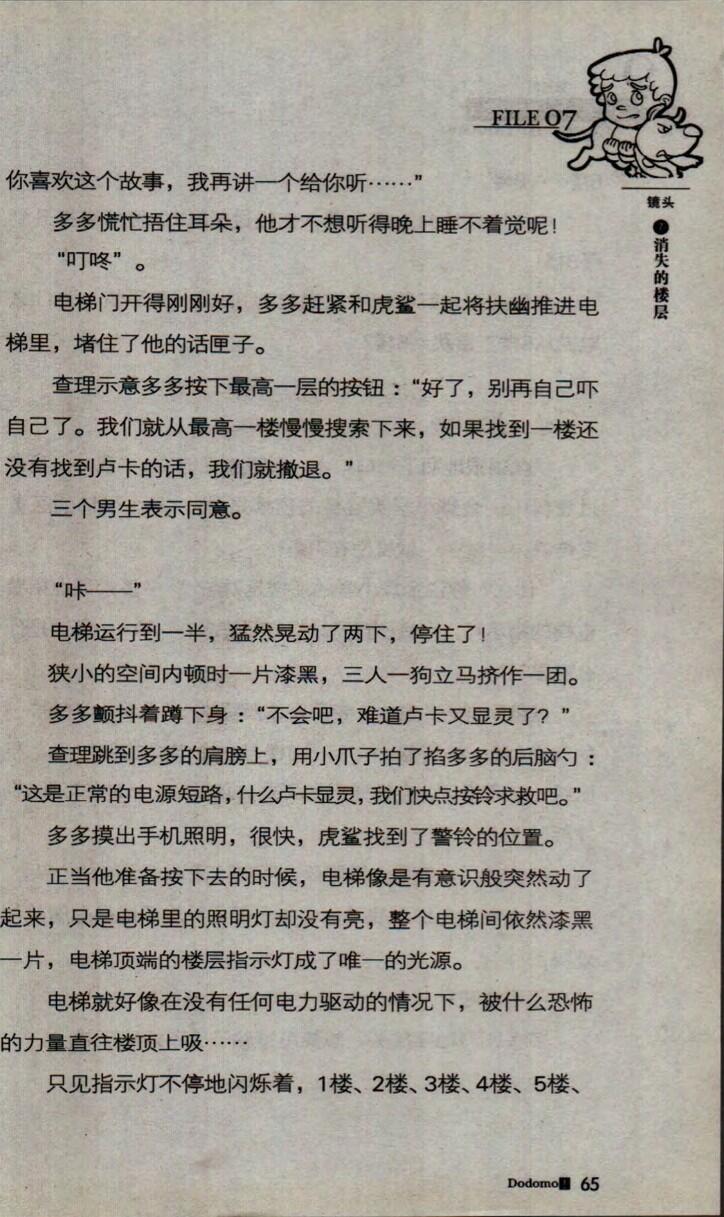 FILE 07
镜头
消失的楼层
你喜欢这个故事，我再讲一个给你听……”
多多慌忙捂住耳朵，他才不想听得晚上睡不着觉呢！
“叮咚”。
电梯门开得刚刚好，多多赶紧和虎鲨一起将扶幽推进电
梯里，堵住了他的话匣子。
查理示意多多按下最高一层的按钮：“好了，别再自己吓
自己了。我们就从最高一楼慢慢搜索下来，如果找到一楼还
没有找到卢卡的话，我们就撤退。”
三个男生表示同意。
“咔——”
电梯运行到一半，猛然晃动了两下，停住了！
狭小的空间内顿时一片漆黑，三人一狗立马挤作一团。
多多颤抖着蹲下身：“不会吧，难道卢卡又显灵了？”
查理跳到多多的肩膀上，用小爪子拍了掐多多的后脑勺：
“这是正常的电源短路，什么卢卡显灵，我们快点按铃求救吧。”
多多摸出手机照明，很快，虎鲨找到了警铃的位置。
正当他准备按下去的时候，电梯像是有意识般突然动了
起来，只是电梯里的照明灯却没有亮，整个电梯间依然漆黑
一片，电梯顶端的楼层指示灯成了唯一的光源。
电梯就好像在没有任何电力驱动的情况下，被什么恐怖
的力量直往楼顶上吸……
只见指示灯不停地闪烁着，1楼、2楼、3楼、4楼、5楼、
Dodomo 65